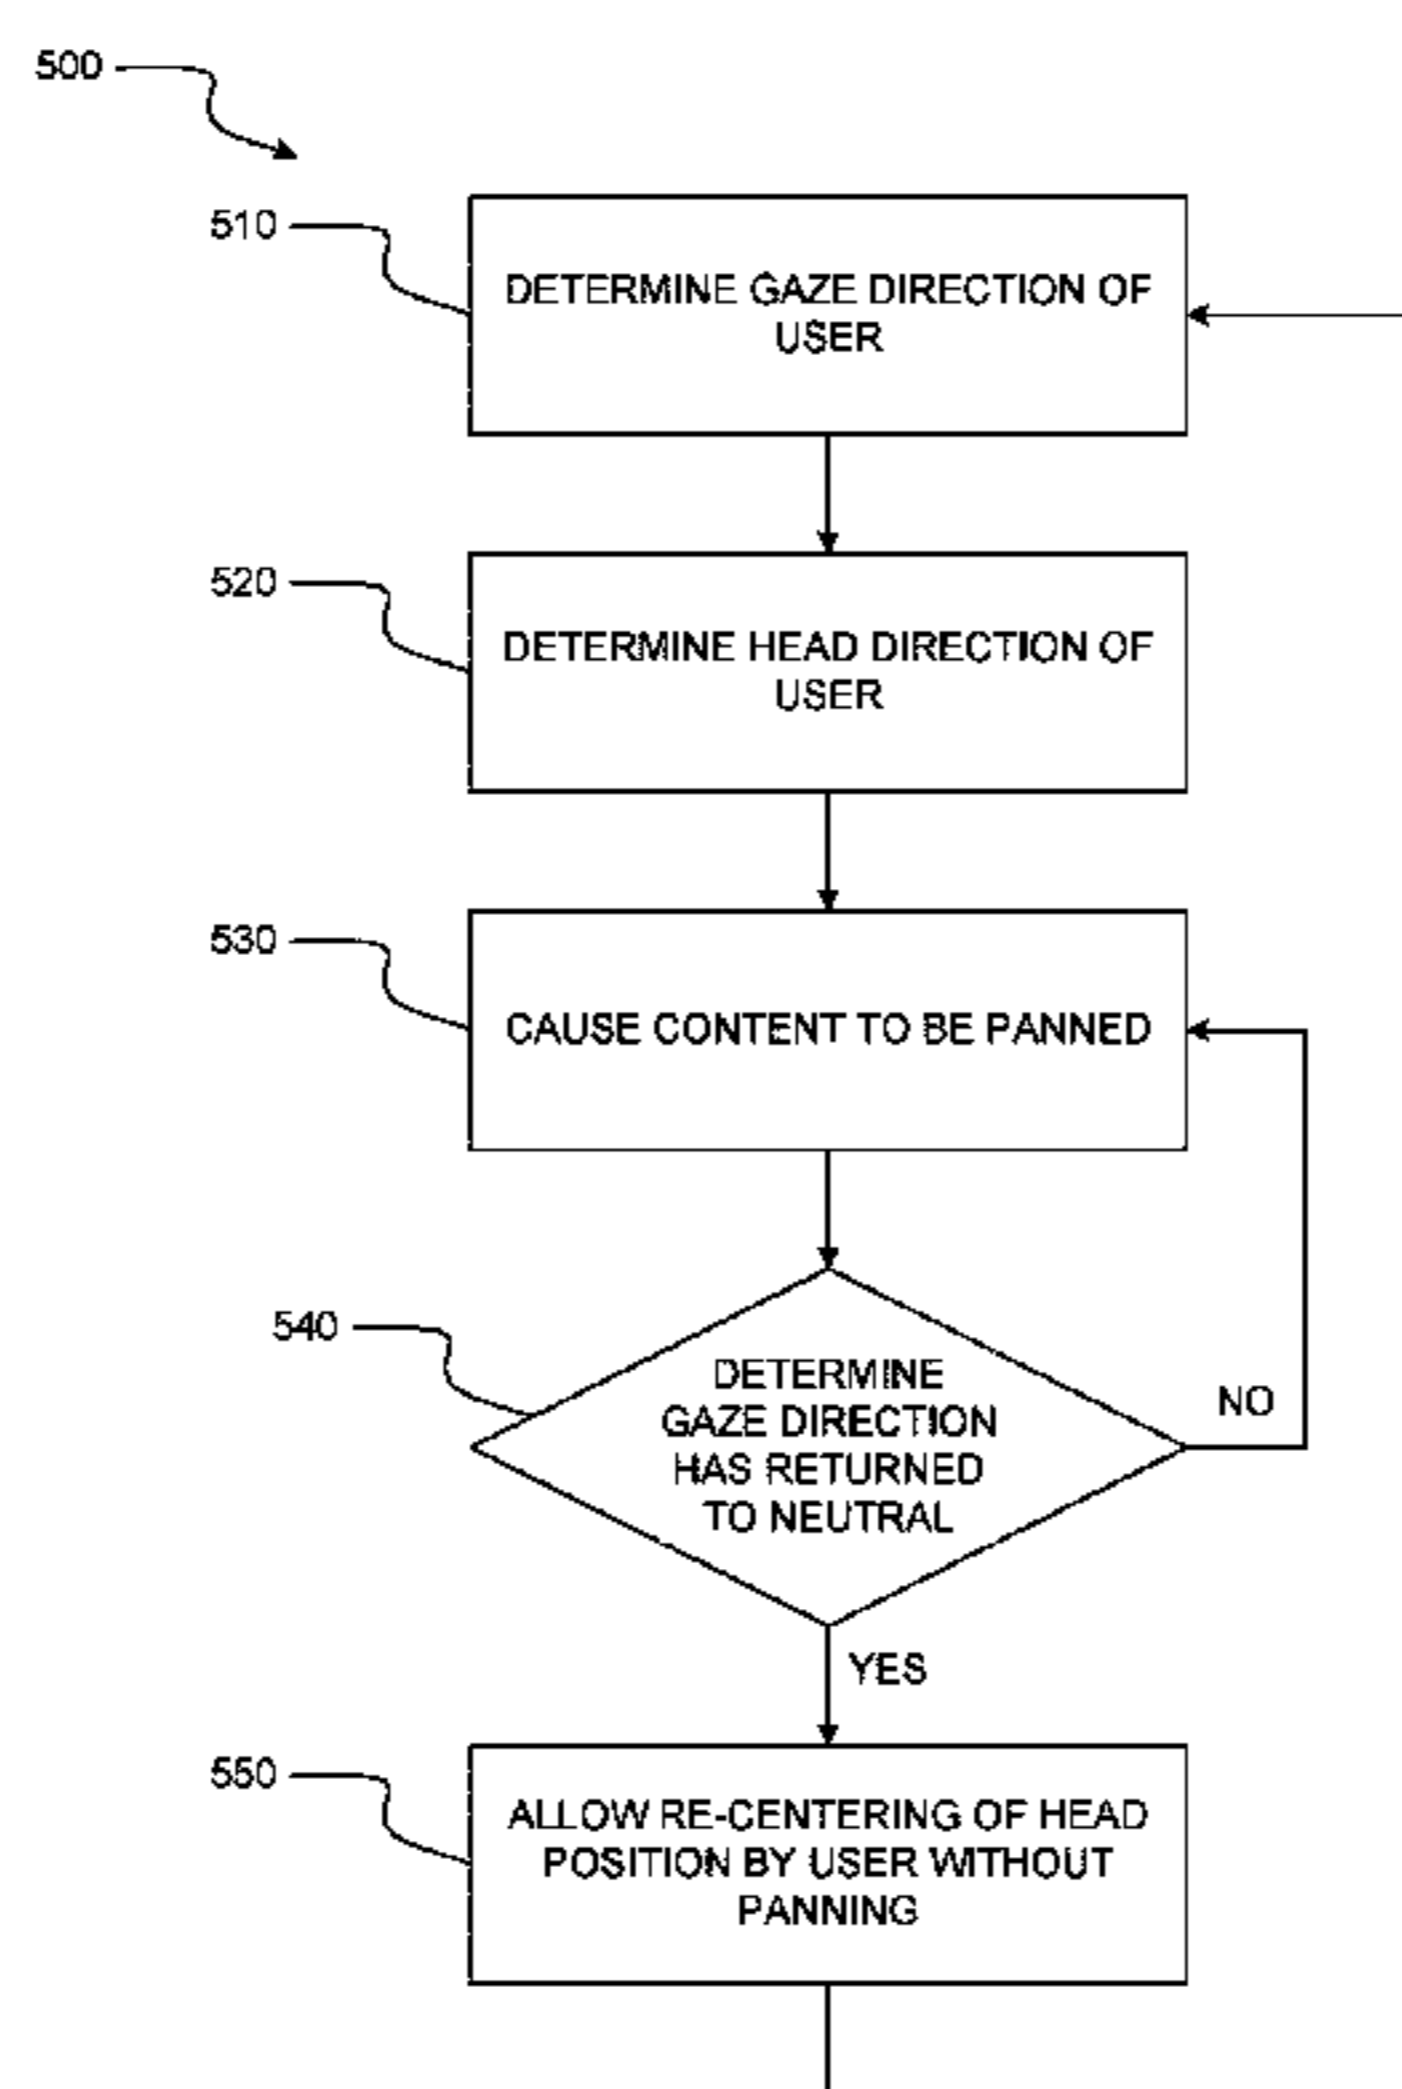 500
510
DETERMINE GAZE DIRECTION OF
USER
520
DETERMINE HEAD DIRECTION OF
USER
530
CAUSE CONTENT TO BE PANNED
540
DETERMINE
GAZE DIRECTION
HAS RETURNED
TO NEUTRAL
NO
YES
550
ALLOW RE-CENTERING OF HEAD
POSITION BY USER WITHOUT
PANNING